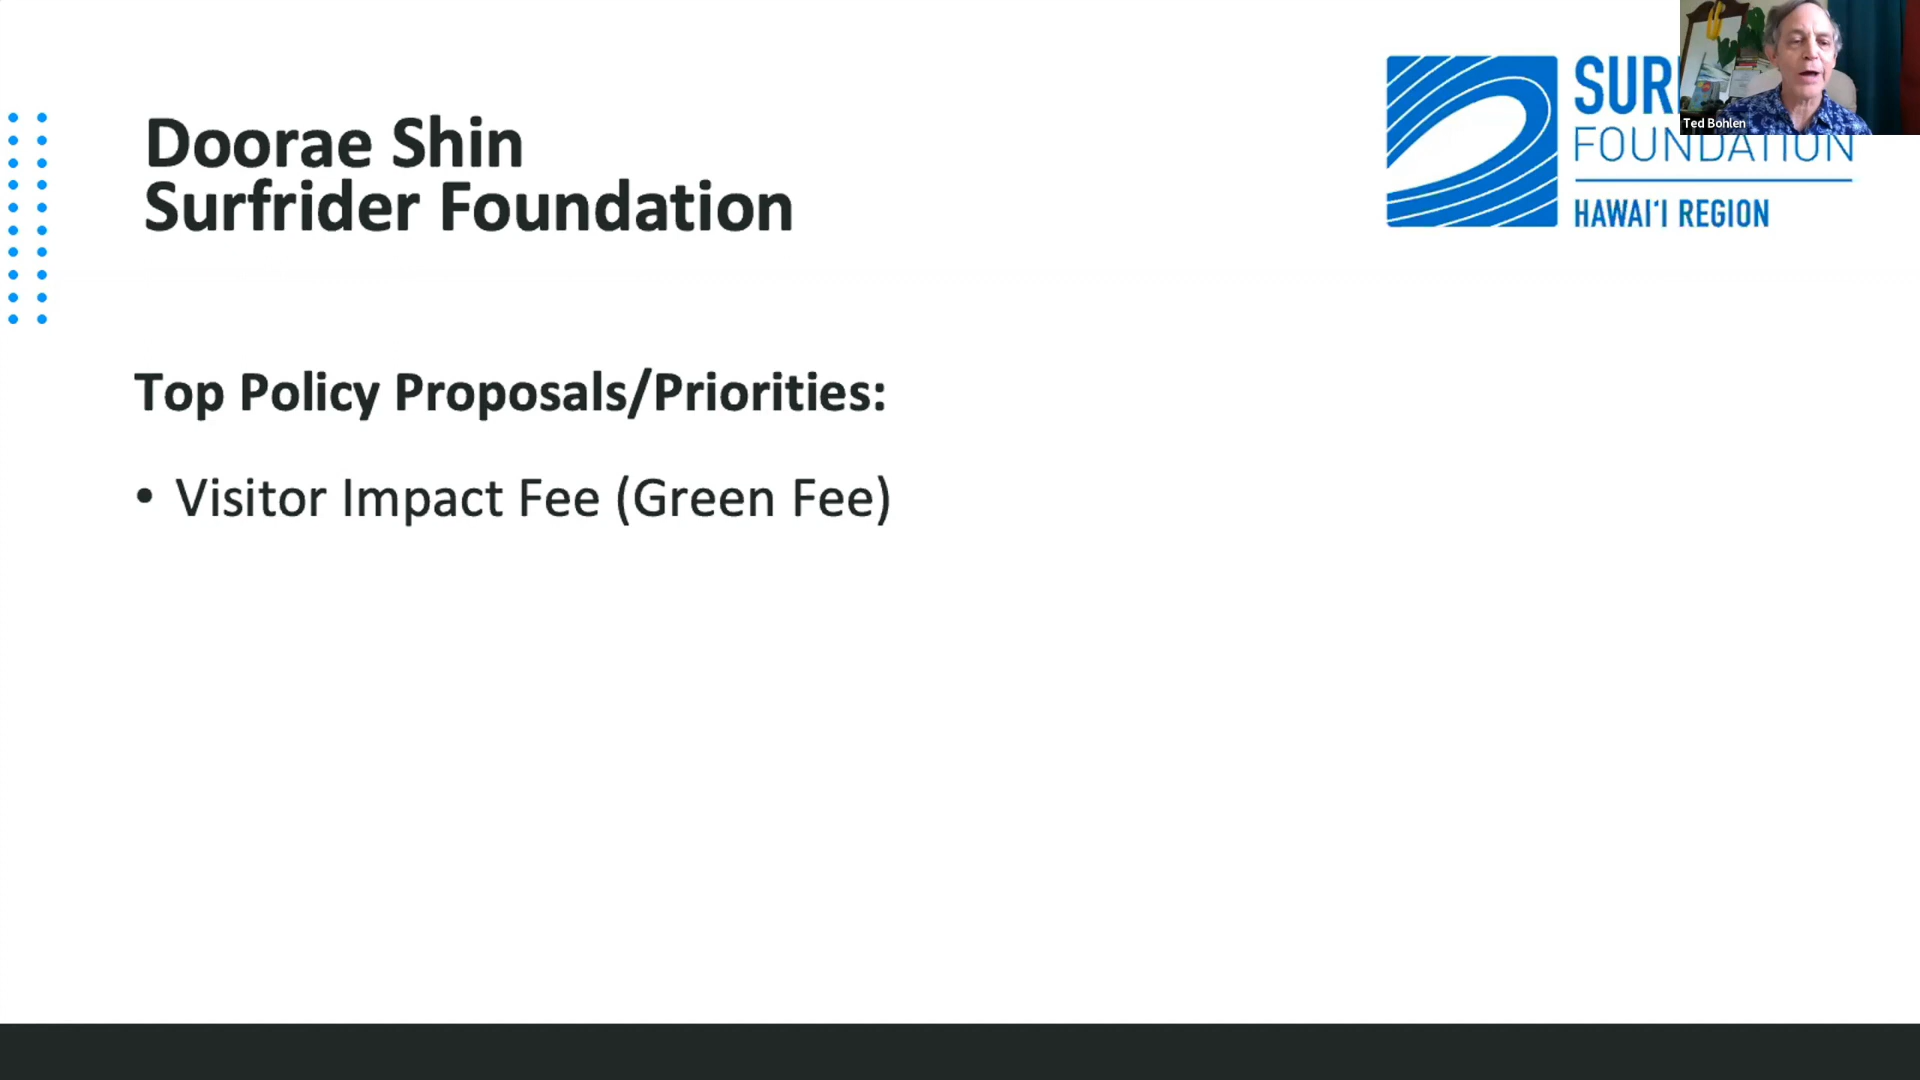 Doorae Shin
Surfrider Foundation
SUR
FOUNDATION
HAWAI‘I REGION
Ted Bohlen
Top Policy Proposals/Priorities:
• Visitor Impact Fee (Green Fee)